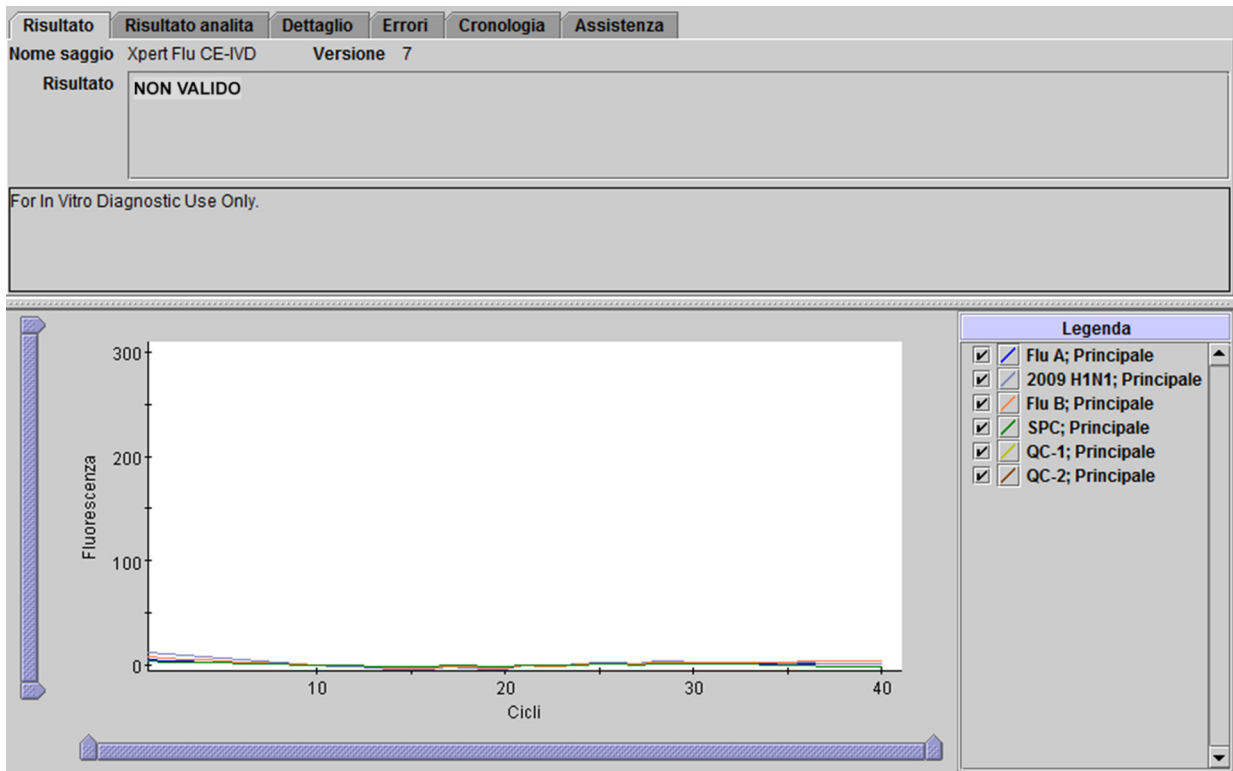 Risultato Risultato analita Dettaglio Errori Cronologia Assistenza
Nome saggio Xpert Flu CE-IVD Versione 7
Risultato NON VALIDO
For In Vitro Diagnostic Use Only.
Legenda
Flu A; Principale
2009 H1N1; Principale
Flu B; Principale
SPC; Principale
QC-1; Principale
QC-2; Principale
Fluorescenza
300
200
100
0
10 20 30 40
Cicli